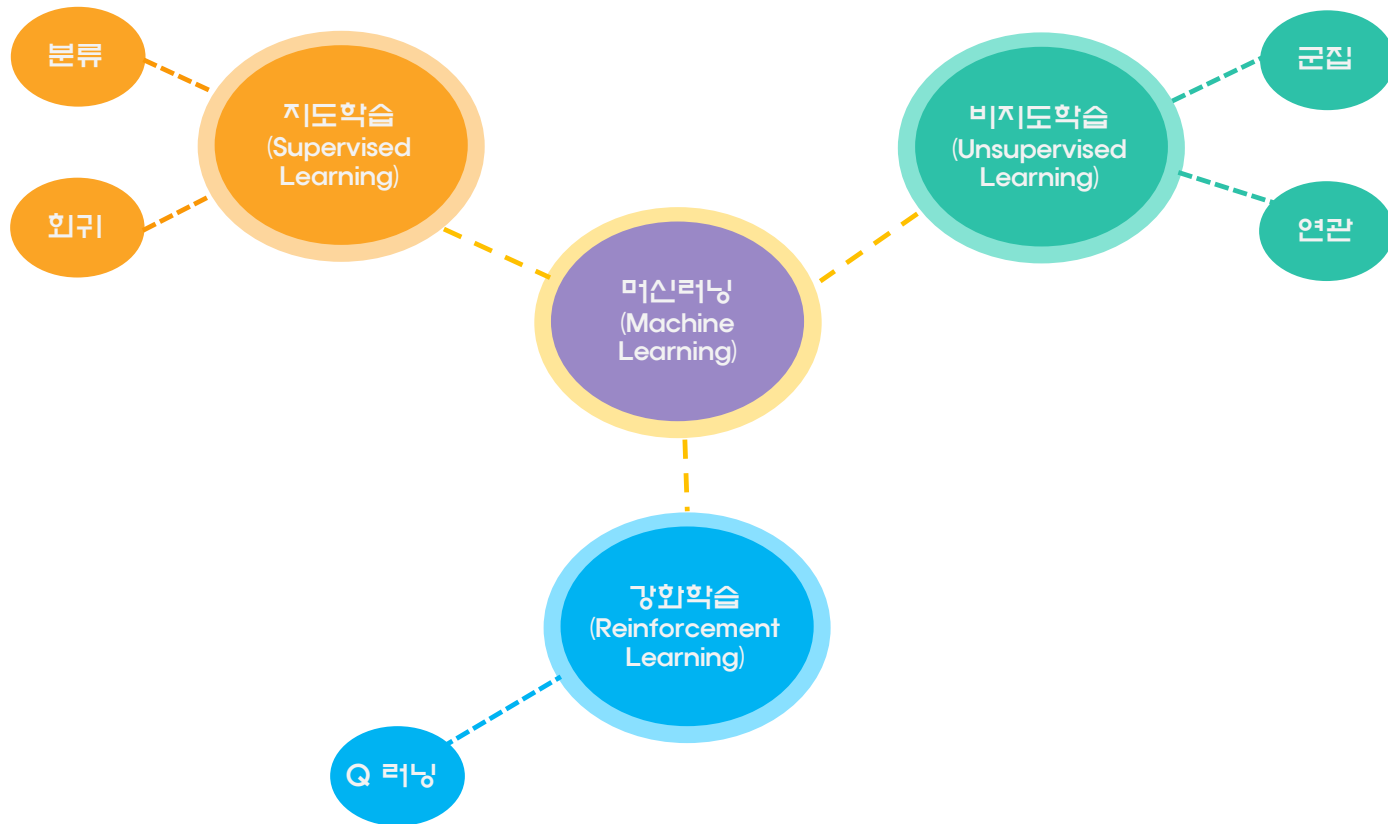 분류
지도학습
(Supervised
Learning)
회귀
비지도학습
(Unsupervised
Learning)
군집
연관
머신러닝
(Machine
Learning)
강화학습
(Reinforcement
Learning)
Q 러닝